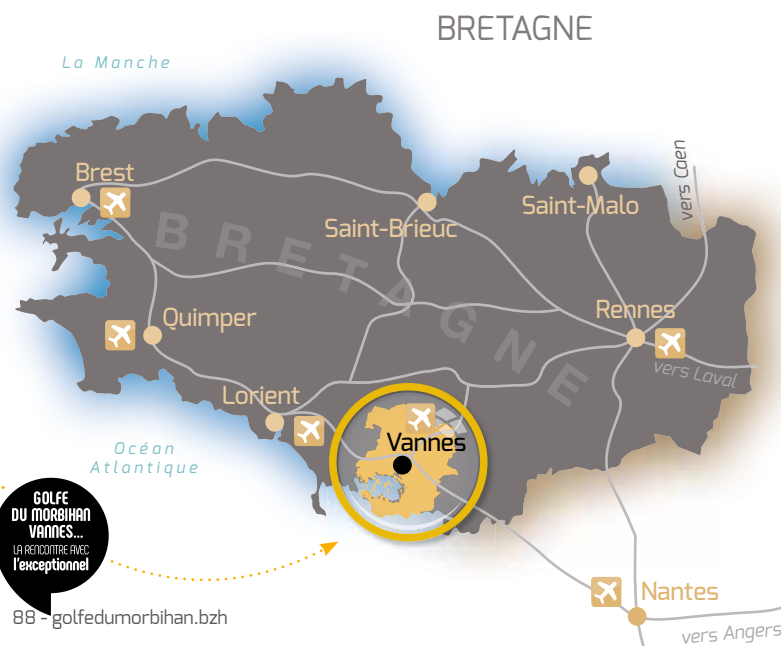 BRETAGNE
La Manche
vers Caen
Brest
Saint-Malo
Saint-Brieuc
BRETAGNE
Rennes
Quimper
vers Laval
Lorient
Vannes
Océan
Atlantique
GOLFE
DU MORBIHAN
VANNES...
LA RENCONTRE AVEC
l'exceptionnel
Nantes
88 - golfedumorbihan.bzh
vers Angers